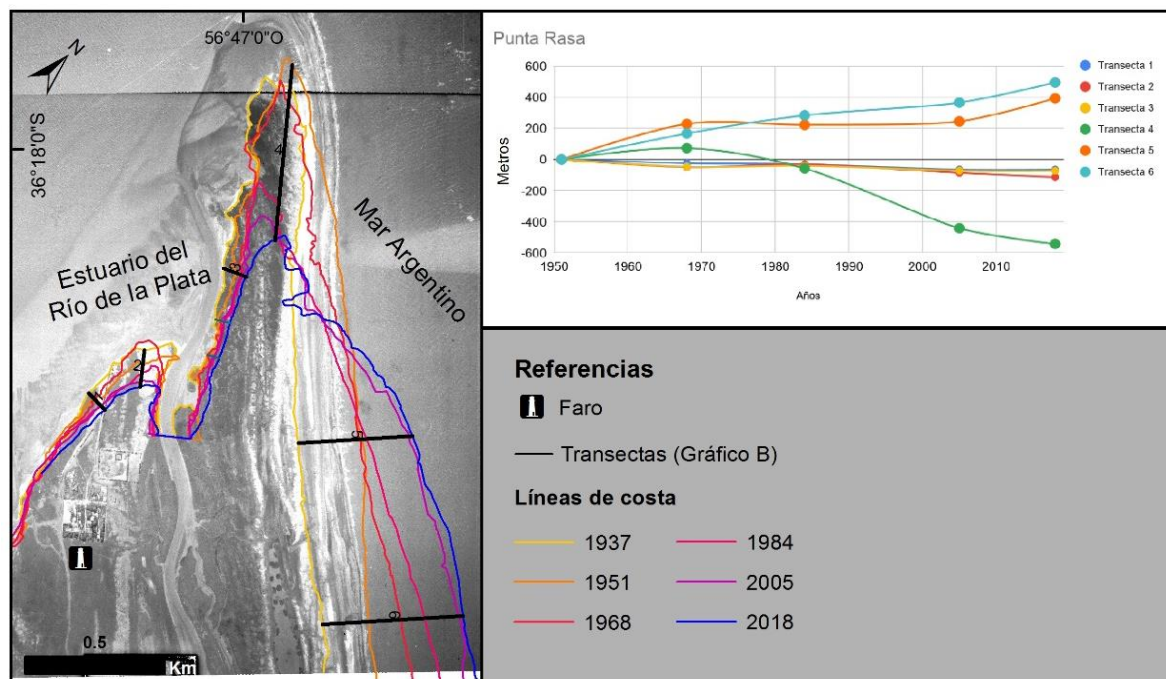 56°47'0"O
N
36°18'0"S
4
Mar Argentino
Estuario del
Río de la Plata
3
2
1
5
6
0.5
Km
Punta Rasa
Metros
600
400
200
0
-200
-400
-600
1950
1960
1970
1980
1990
2000
2010
Años
Transecta 1
Transecta 2
Transecta 3
Transecta 4
Transecta 5
Transecta 6
Referencias
Faro
Transectas (Gráfico B)
Líneas de costa
1937
1951
1968
1984
2005
2018